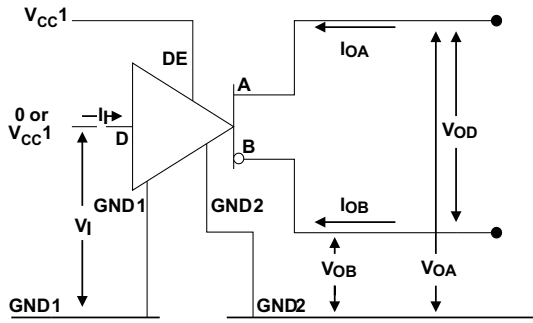 VCC1
DE
A
IOA
0 or
VCC1
II
D
B
VOD
GND1
GND2
IOB
VI
VOB
VOA
GND1
GND2